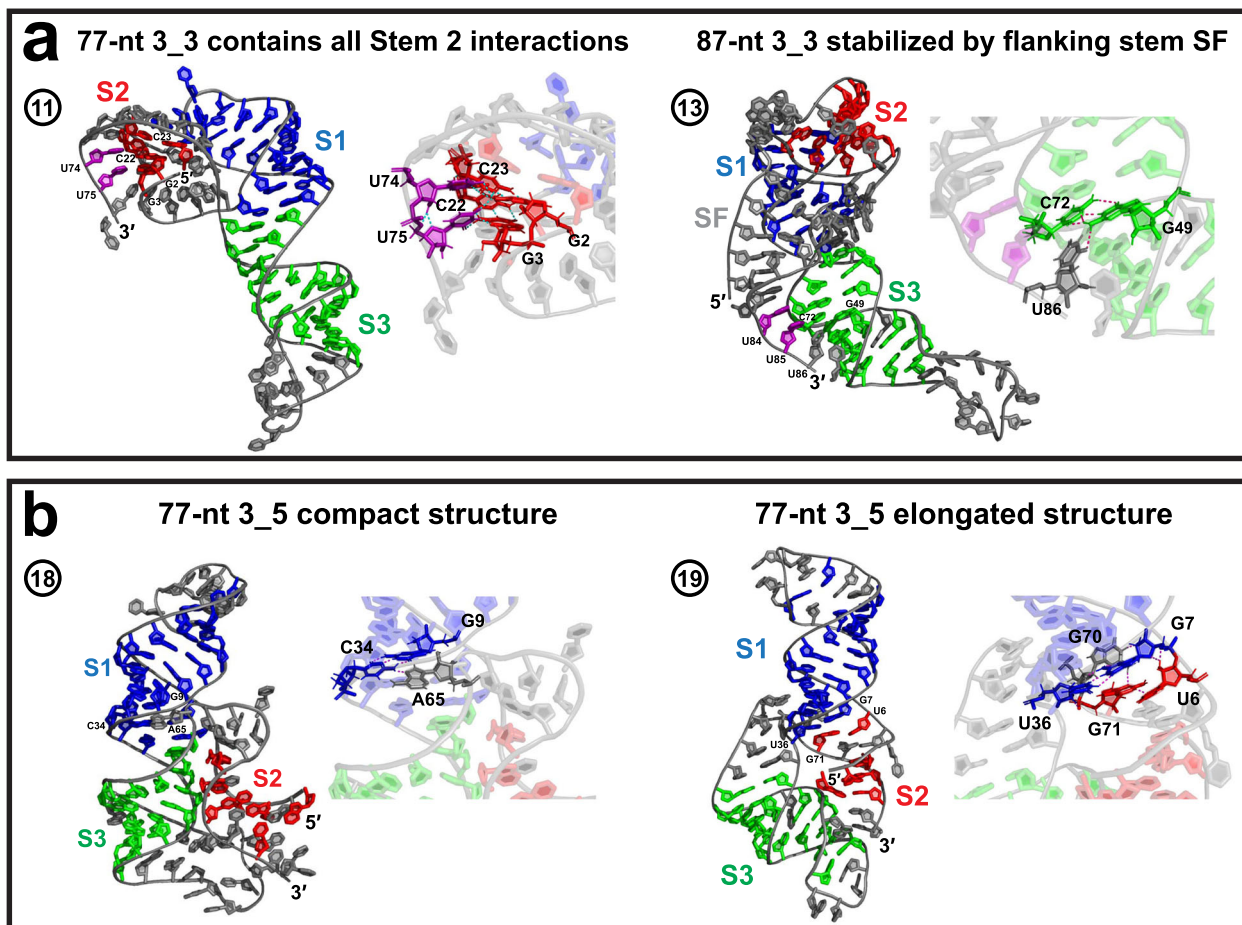 a
77-nt 3_3 contains all Stem 2 interactions
11
S2
S1
C23
U74
C22
5′
G2
U75
G3
3′
S3
C23
U74
C22
U75
G2
G3
87-nt 3_3 stabilized by flanking stem SF
13
S2
S1
SF
5′
S3
G49
C72
U84
U85
U86
3′
C72
G49
U86
b
77-nt 3_5 compact structure
18
S1
G9
C34
A65
S2
5′
S3
3′
G9
C34
A65
77-nt 3_5 elongated structure
19
S1
G7
U6
U36
G71
5′
S2
3′
S3
G70
G7
U36
G71
U6